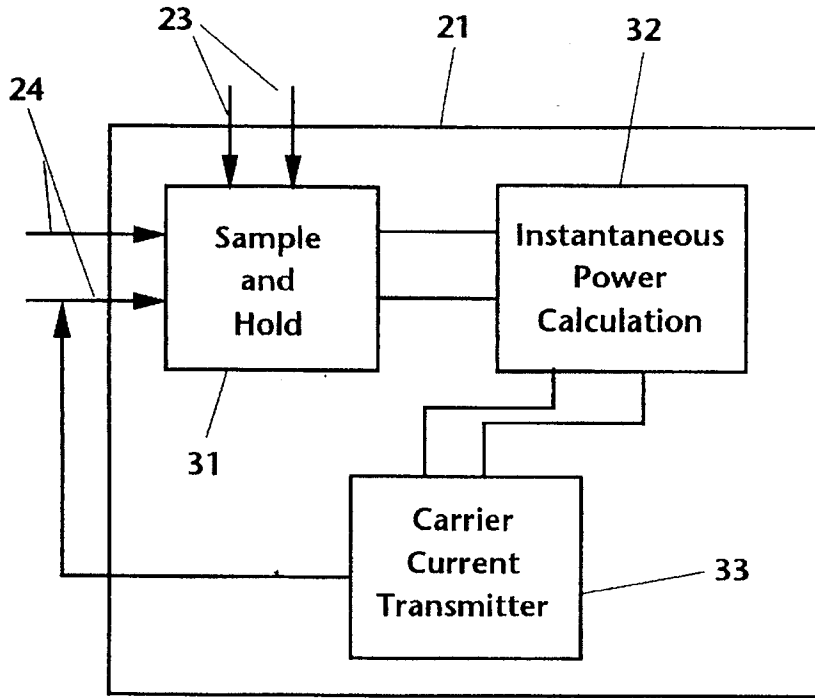 23
21
32
24
Sample
and
Hold
Instantaneous
Power
Calculation
31
Carrier
Current
Transmitter
33